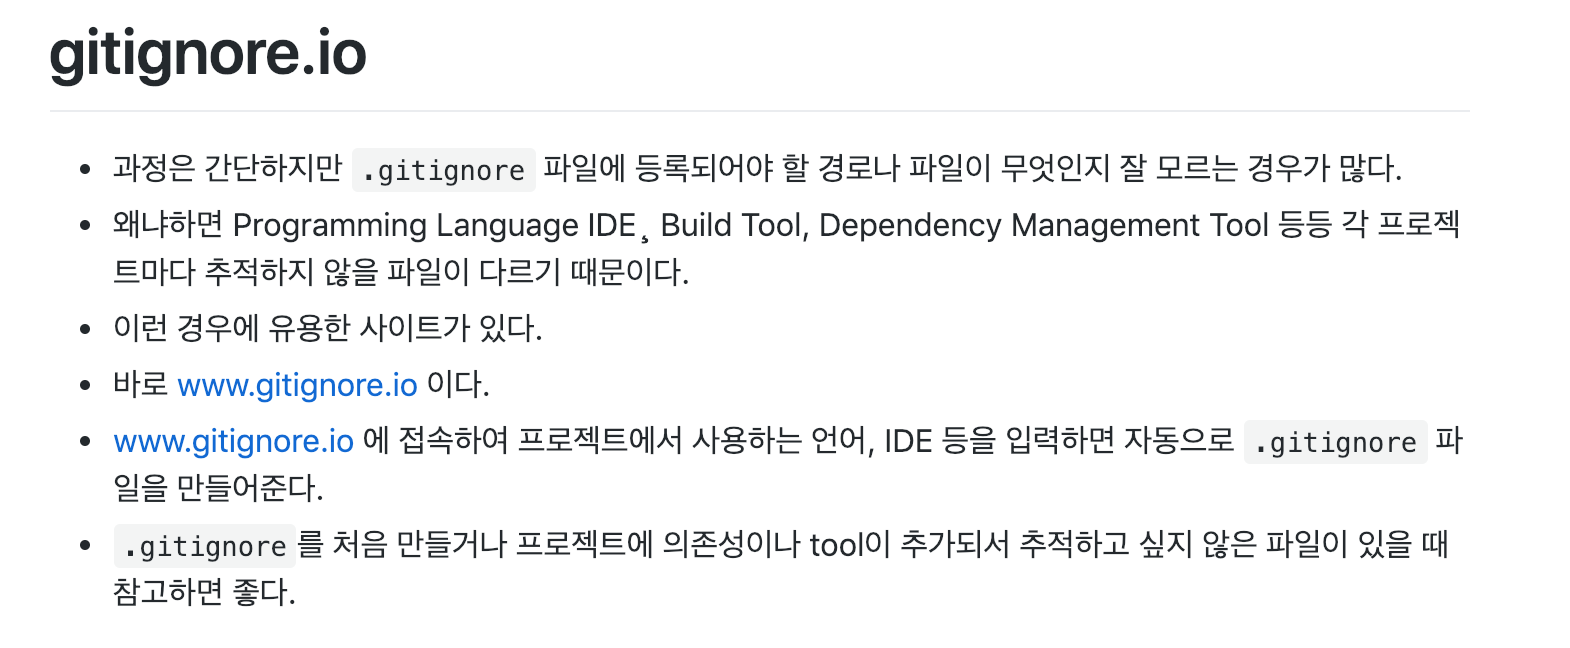 gitignore.io
과정은 간단하지만 .gitignore 파일에 등록되어야 할 경로나 파일이 무엇인지 잘 모르는 경우가 많다.
왜냐하면 Programming Language IDE¸ Build Tool, Dependency Management Tool 등등 각 프로젝
트마다 추적하지 않을 파일이 다르기 때문이다.
이런 경우에 유용한 사이트가 있다.
바로 www.gitignore.io 이다.
www.gitignore.io 에 접속하여 프로젝트에서 사용하는 언어, IDE 등을 입력하면 자동으로 .gitignore 파
일을 만들어준다.
.gitignore를 처음 만들거나 프로젝트에 의존성이나 tool이 추가되서 추적하고 싶지 않은 파일이 있을 때
참고하면 좋다.